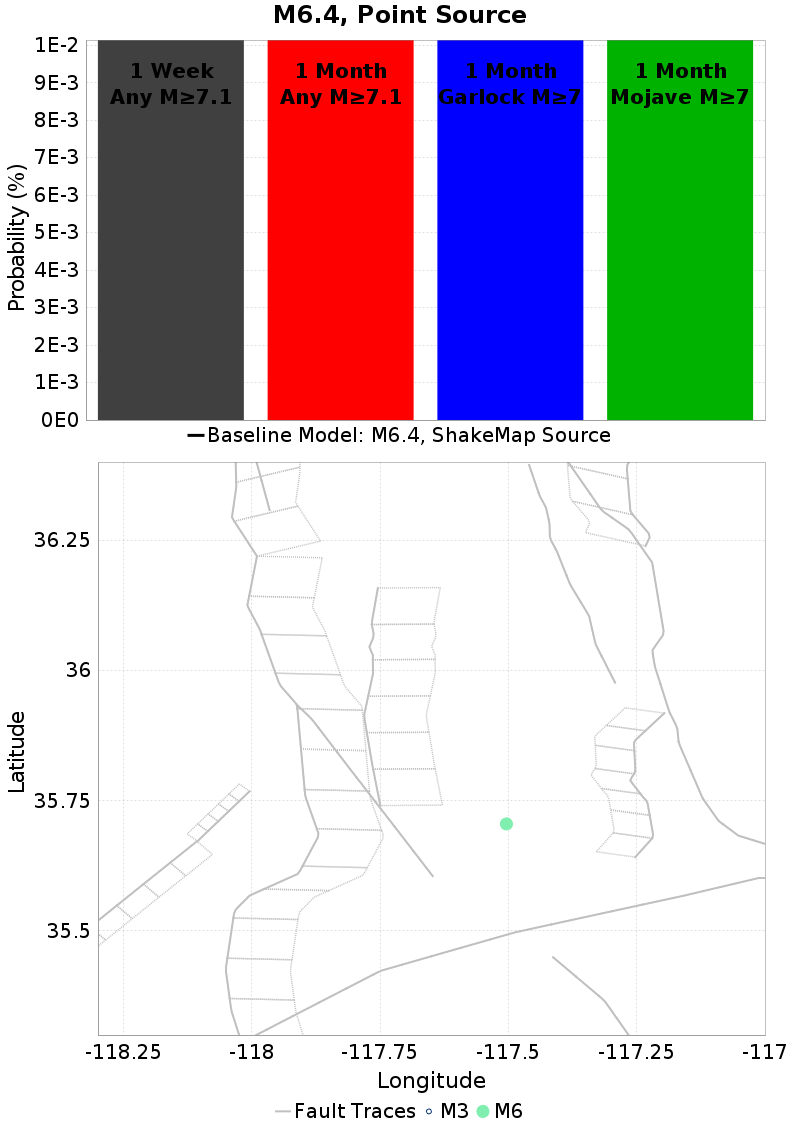 M6.4, Point Source
1E-2
9E-3
8E-3
7E-3
6E-3
5E-3
4E-3
3E-3
2E-3
1E-3
0E0
Probability (%)
1 Week
Any M≥7.1
1 Month
Any M≥7.1
1 Month
Garlock M≥7
1 Month
Mojave M≥7
Baseline Model: M6.4, ShakeMap Source
36.25
36
35.75
35.5
Latitude
-118.25
-118
-117.75
-117.5
-117.25
-117
Longitude
Fault Traces
M3
M6